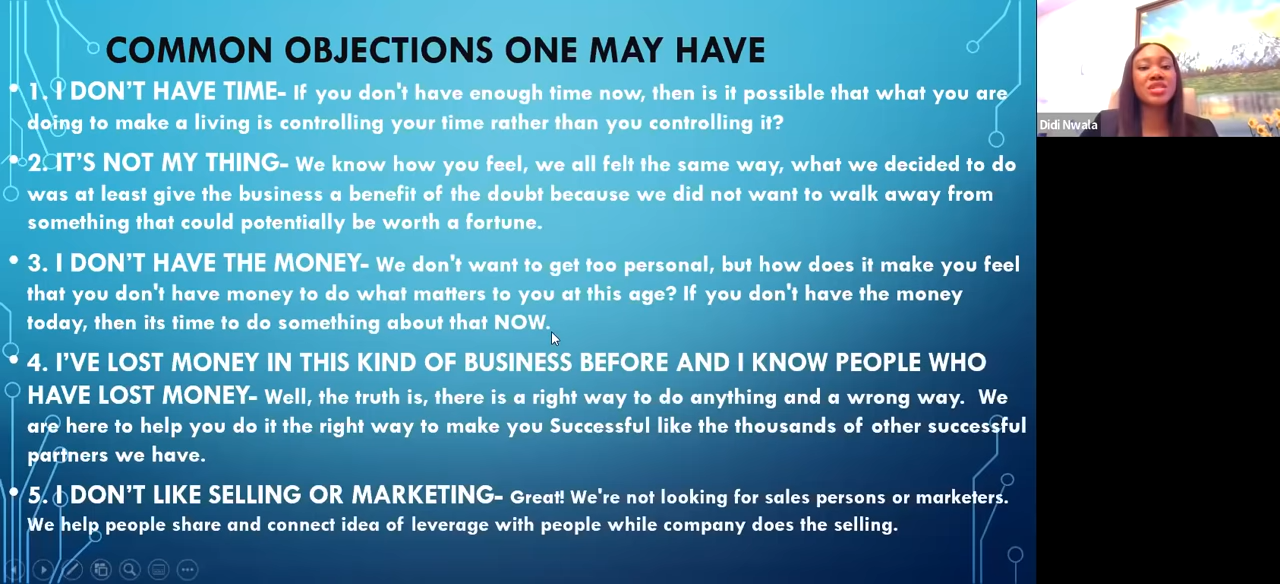 COMMON OBJECTIONS ONE MAY HAVE
• 1. I DON'T HAVE TIME- If you don't have enough time now, then is it possible that what you are
doing to make a living is controlling your time rather than you controlling it?
• 2. IT'S NOT MY THING- We know how you feel, we all felt the same way, what we decided to do
was at least give the business a benefit of the doubt because we did not want to walk away from
something that could potentially be worth a fortune.
• 3. I DON'T HAVE THE MONEY- We don't want to get too personal, but how does it make you feel
that you don't have money to do what matters to you at this age? If you don't have the money
today, then its time to do something about that NOW.
• 4. I'VE LOST MONEY IN THIS KIND OF BUSINESS BEFORE AND I KNOW PEOPLE WHO
HAVE LOST MONEY- Well, the truth is, there is a right way to do anything and a wrong way. We
are here to help you do it the right way to make you Successful like the thousands of other successful
partners we have.
• 5. I DON'T LIKE SELLING OR MARKETING- Great! We're not looking for sales persons or marketers.
We help people share and connect idea of leverage with people while company does the selling.
Didi Nwala